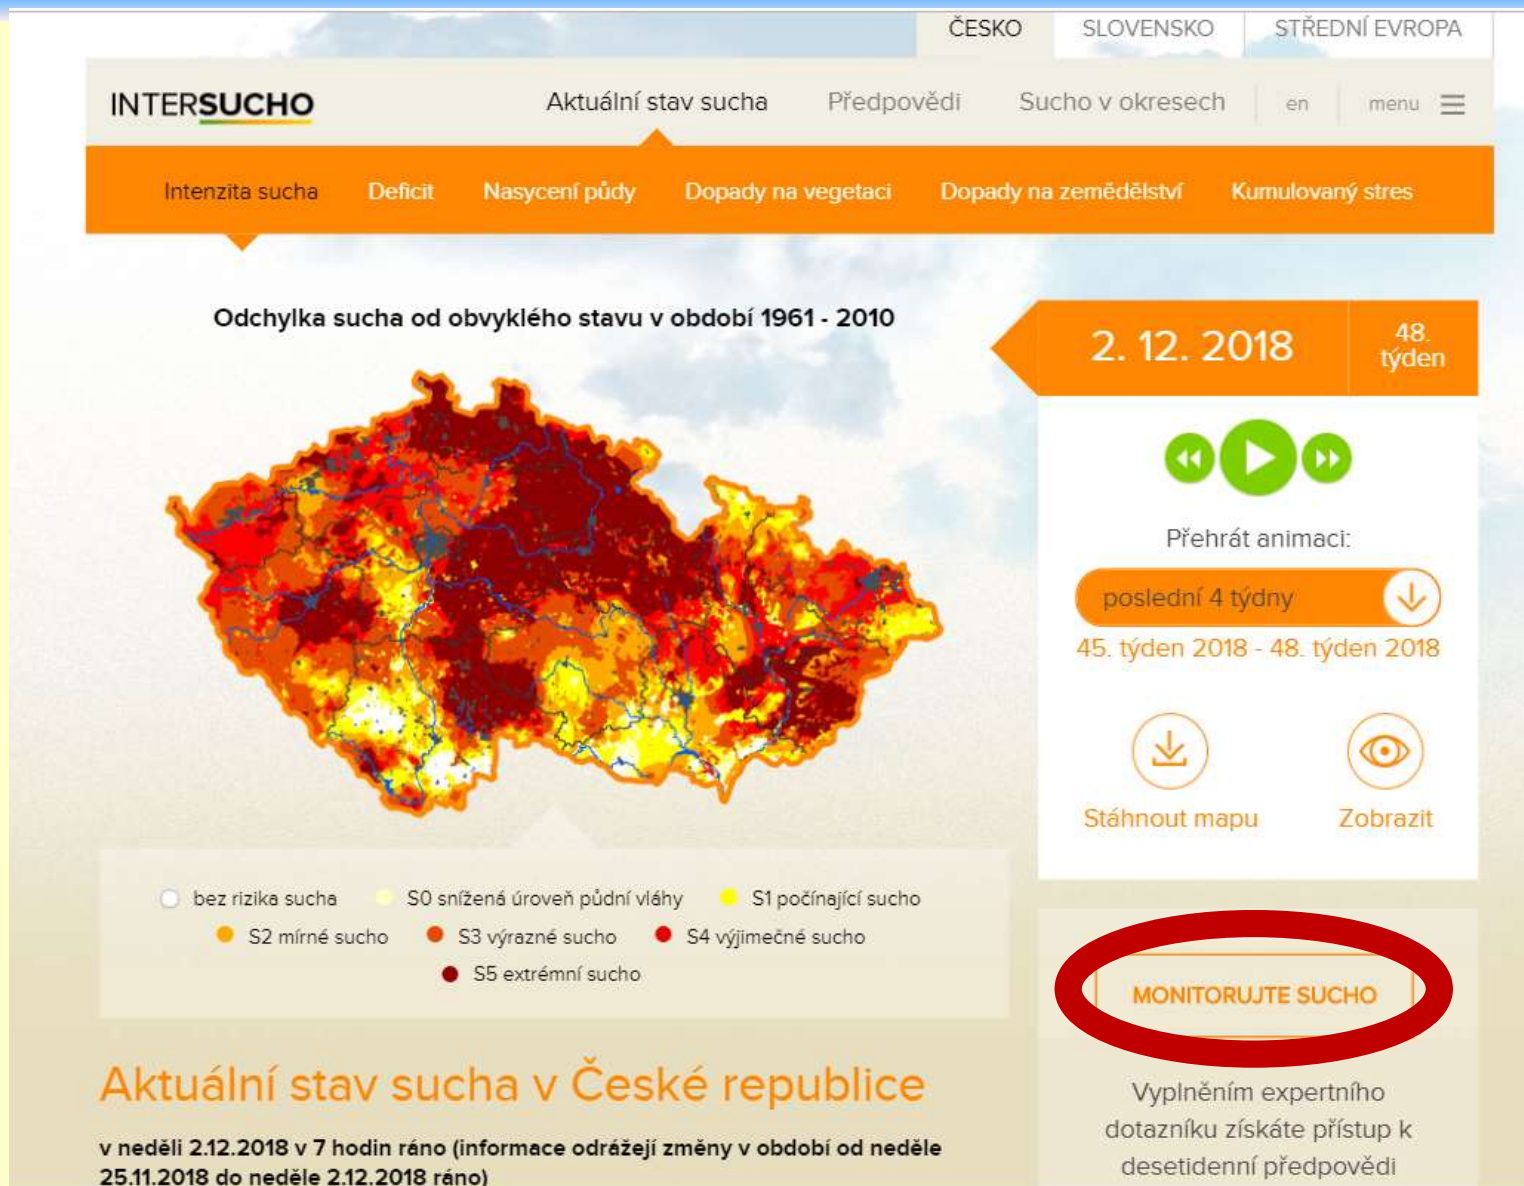 ČESKO SLOVENSKO STŘEDNÍ EVROPA
INTERSUCHO Aktuální stav sucha Předpovědi Sucho v okresech en menu
Intenzita sucha Deficit Nasycení půdy Dopady na vegetaci Dopady na zemědělství Kumulovaný stres
Odchylka sucha od obvyklého stavu v období 1961 - 2010
2. 12. 2018
48.
týden
Přehrát animaci:
poslední 4 týdny
45. týden 2018 - 48. týden 2018
Stáhnout mapu Zobrazit
bez rizika sucha S0 snížená úroveň půdní vláhy S1 počínající sucho
S2 mírné sucho S3 výrazné sucho S4 výjimečné sucho
S5 extrémní sucho
MONITORUJTE SUCHO
Vyplněním expertního
dotazníku získáte přístup k
desetidenní předpovědi
Aktuální stav sucha v České republice
v neděli 2.12.2018 v 7 hodin ráno (informace odrážejí změny v období od neděle
25.11.2018 do neděle 2.12.2018 ráno)